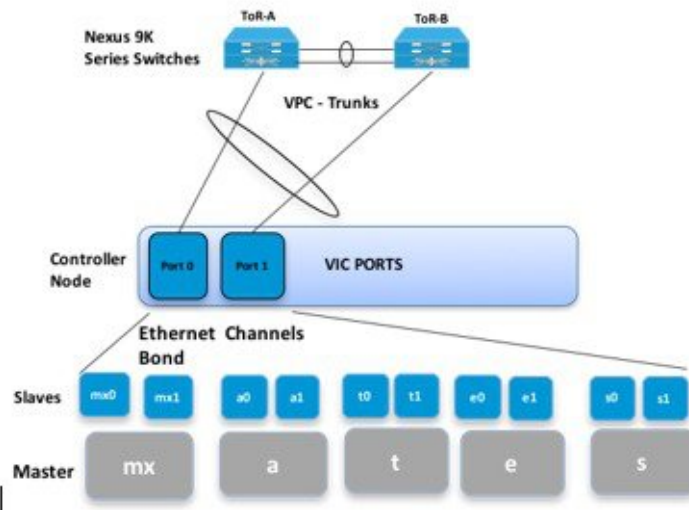 ToR-A
ToR-B
Nexus 9K
Series Switches
VPC - Trunks
Controller
Node
Port 0
Port 1
VIC PORTS
Ethernet Channels
Bond
Slaves
mx0
mx1
a0
a1
t0
t1
e0
e1
s0
s1
Master
mx
a
t
e
s